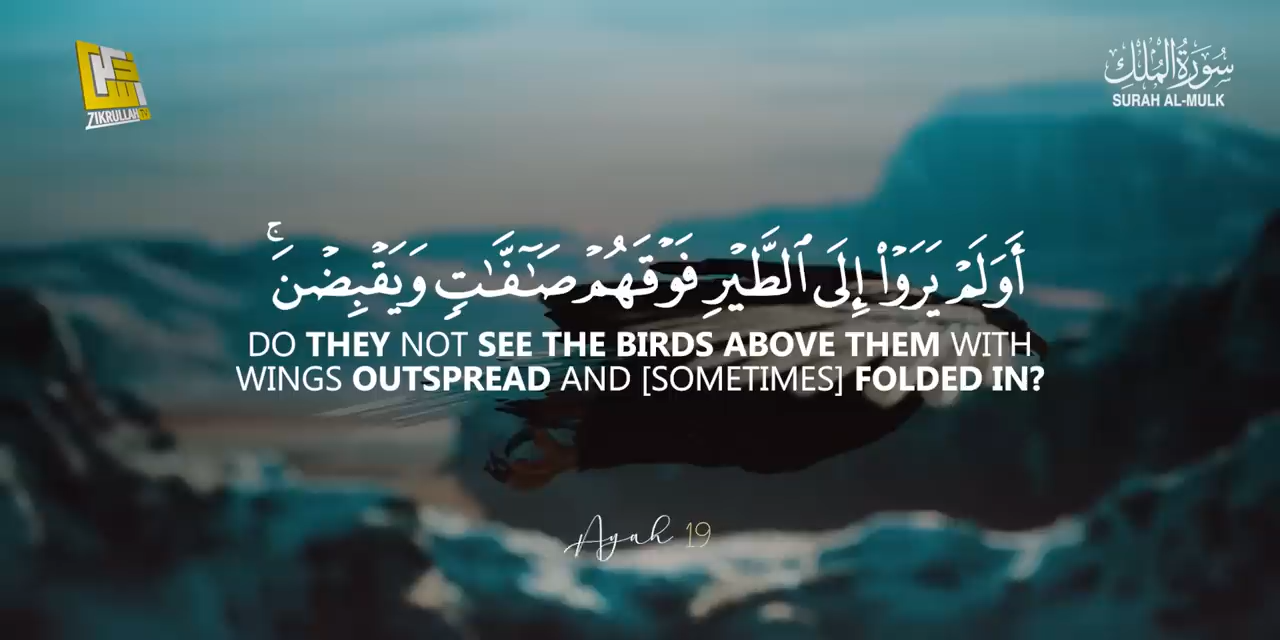 ZIKRULLAH TV
سُورَةُ الْمُلْكِ
SURAH AL-MULK
أَوَلَمْ يَرَوْا۟ إِلَى ٱلطَّيْرِ فَوْقَهُمْ صَـٰٓفَّـٰتٍ وَيَقْبِضْنَ ۚ
DO THEY NOT SEE THE BIRDS ABOVE THEM WITH
WINGS OUTSPREAD AND [SOMETIMES] FOLDED IN?
Ayah 19